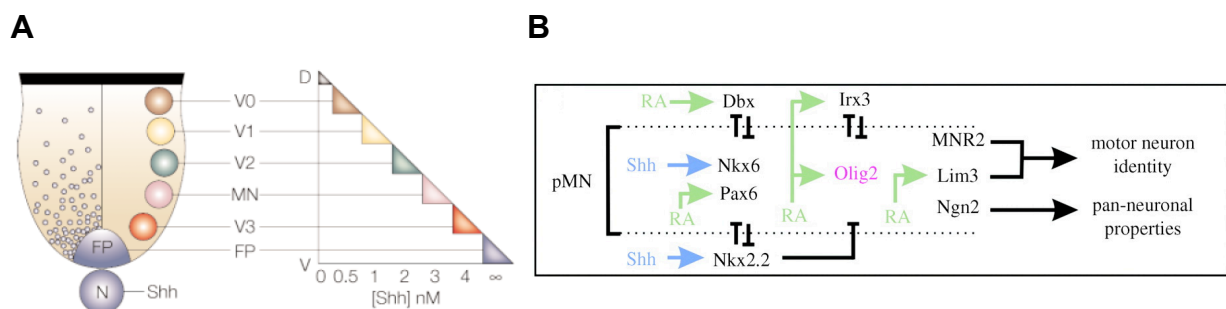 A
B
D
V0
V1
V2
MN
V3
FP
FP
V
N
Shh
0 0.5 1 2 3 4 ∞
[Shh] nM
RA
Dbx
Irx3
MNR2
motor neuron
identity
pMN
Shh
Nkx6
Olig2
Lim3
Pax6
RA
RA
RA
Ngn2
pan-neuronal
properties
Shh
Nkx2.2